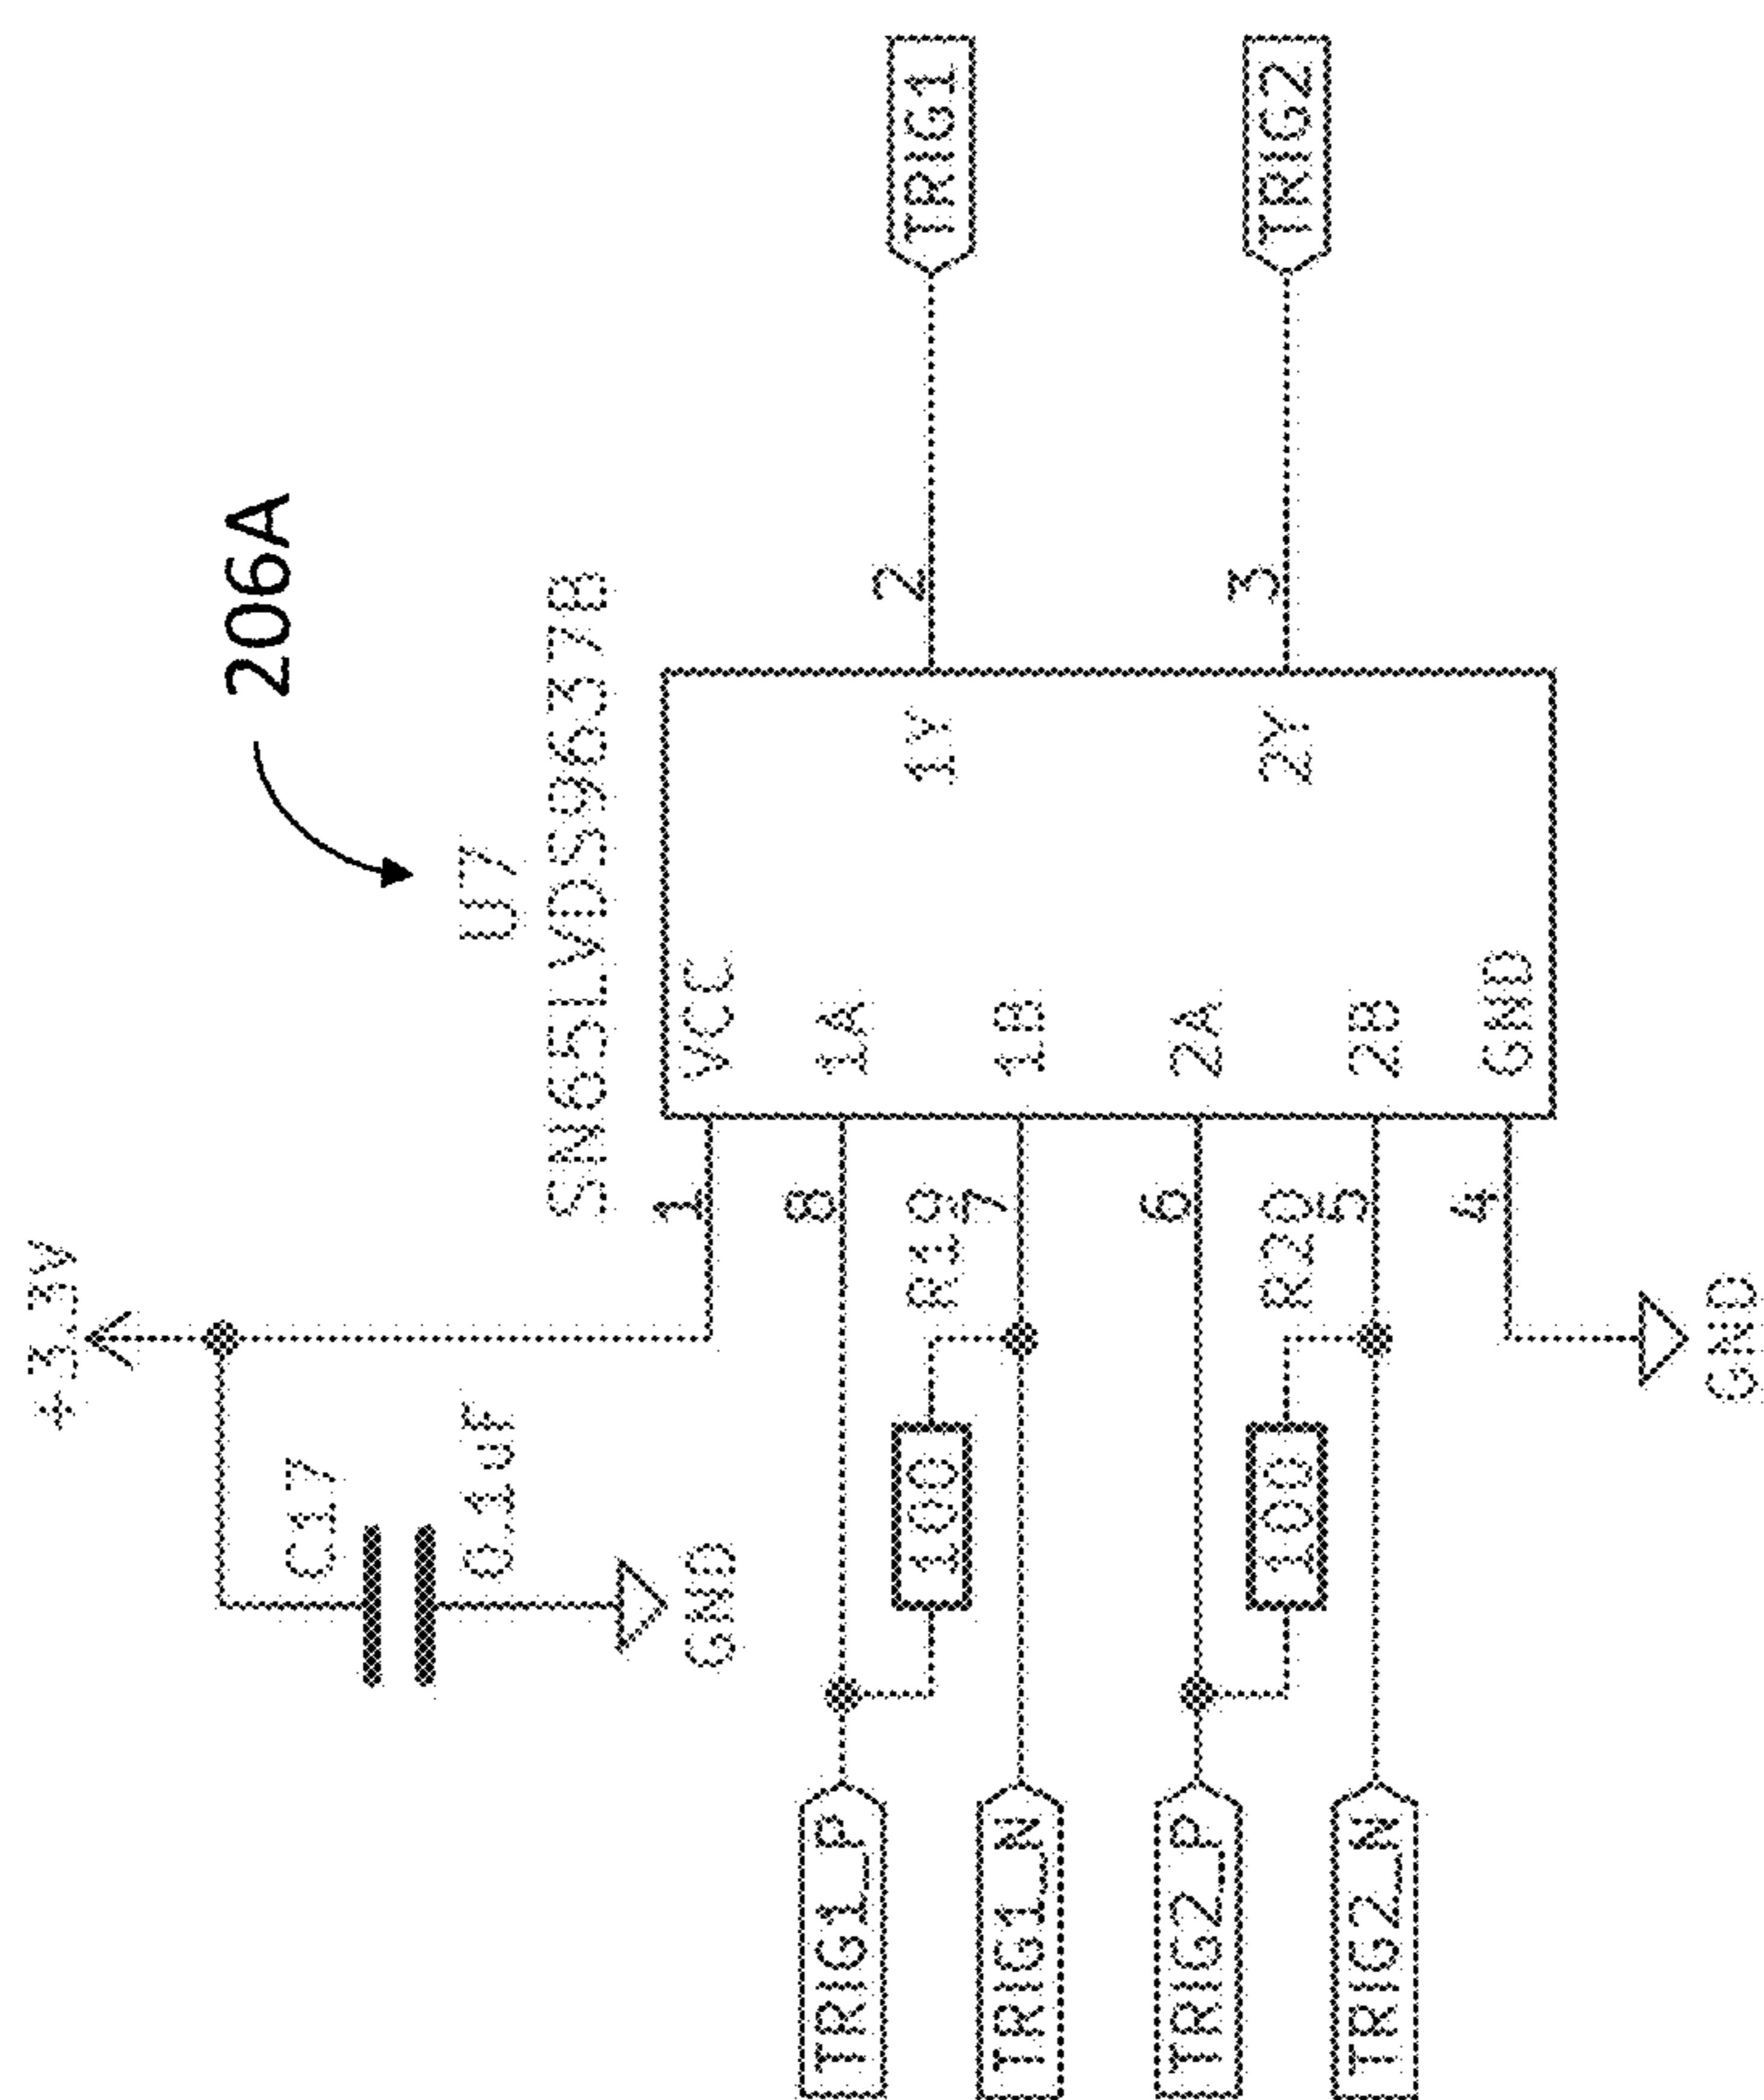 206A
U7
SN65LVDS9637B
+3.3V
C17
0.1uF
GND
VCC
1
1A
8
1B
7
2A
6
2B
5
GND
4
1Y
2
2Y
3
R19
100
R20
100
GND
TRIG1_P
TRIG1_N
TRIG2_P
TRIG2_N
TRIG1
TRIG2